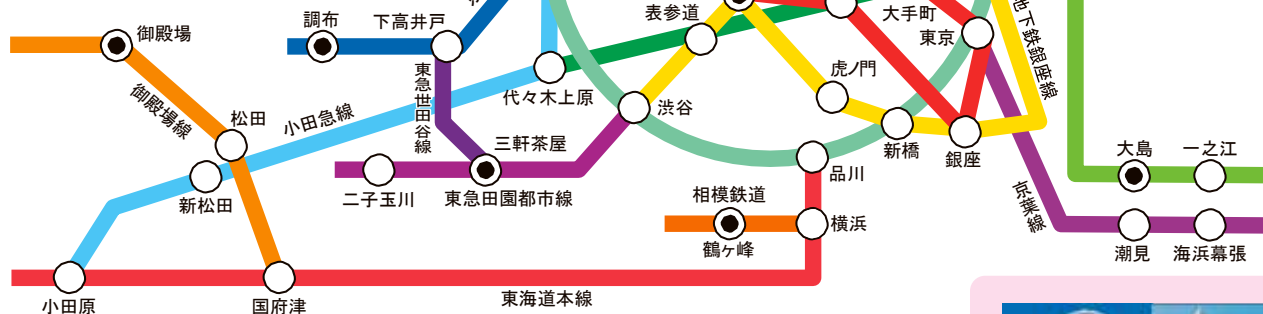 御殿場
調布
下高井戸
表参道
大手町
東京
地下鉄銀座線
御殿場線
松田
小田急線
東急世田谷線
代々木上原
渋谷
虎ノ門
新橋
銀座
新松田
二子玉川
三軒茶屋
東急田園都市線
品川
相模鉄道
横浜
鶴ヶ峰
京葉線
大島
一之江
潮見
海浜幕張
小田原
国府津
東海道本線